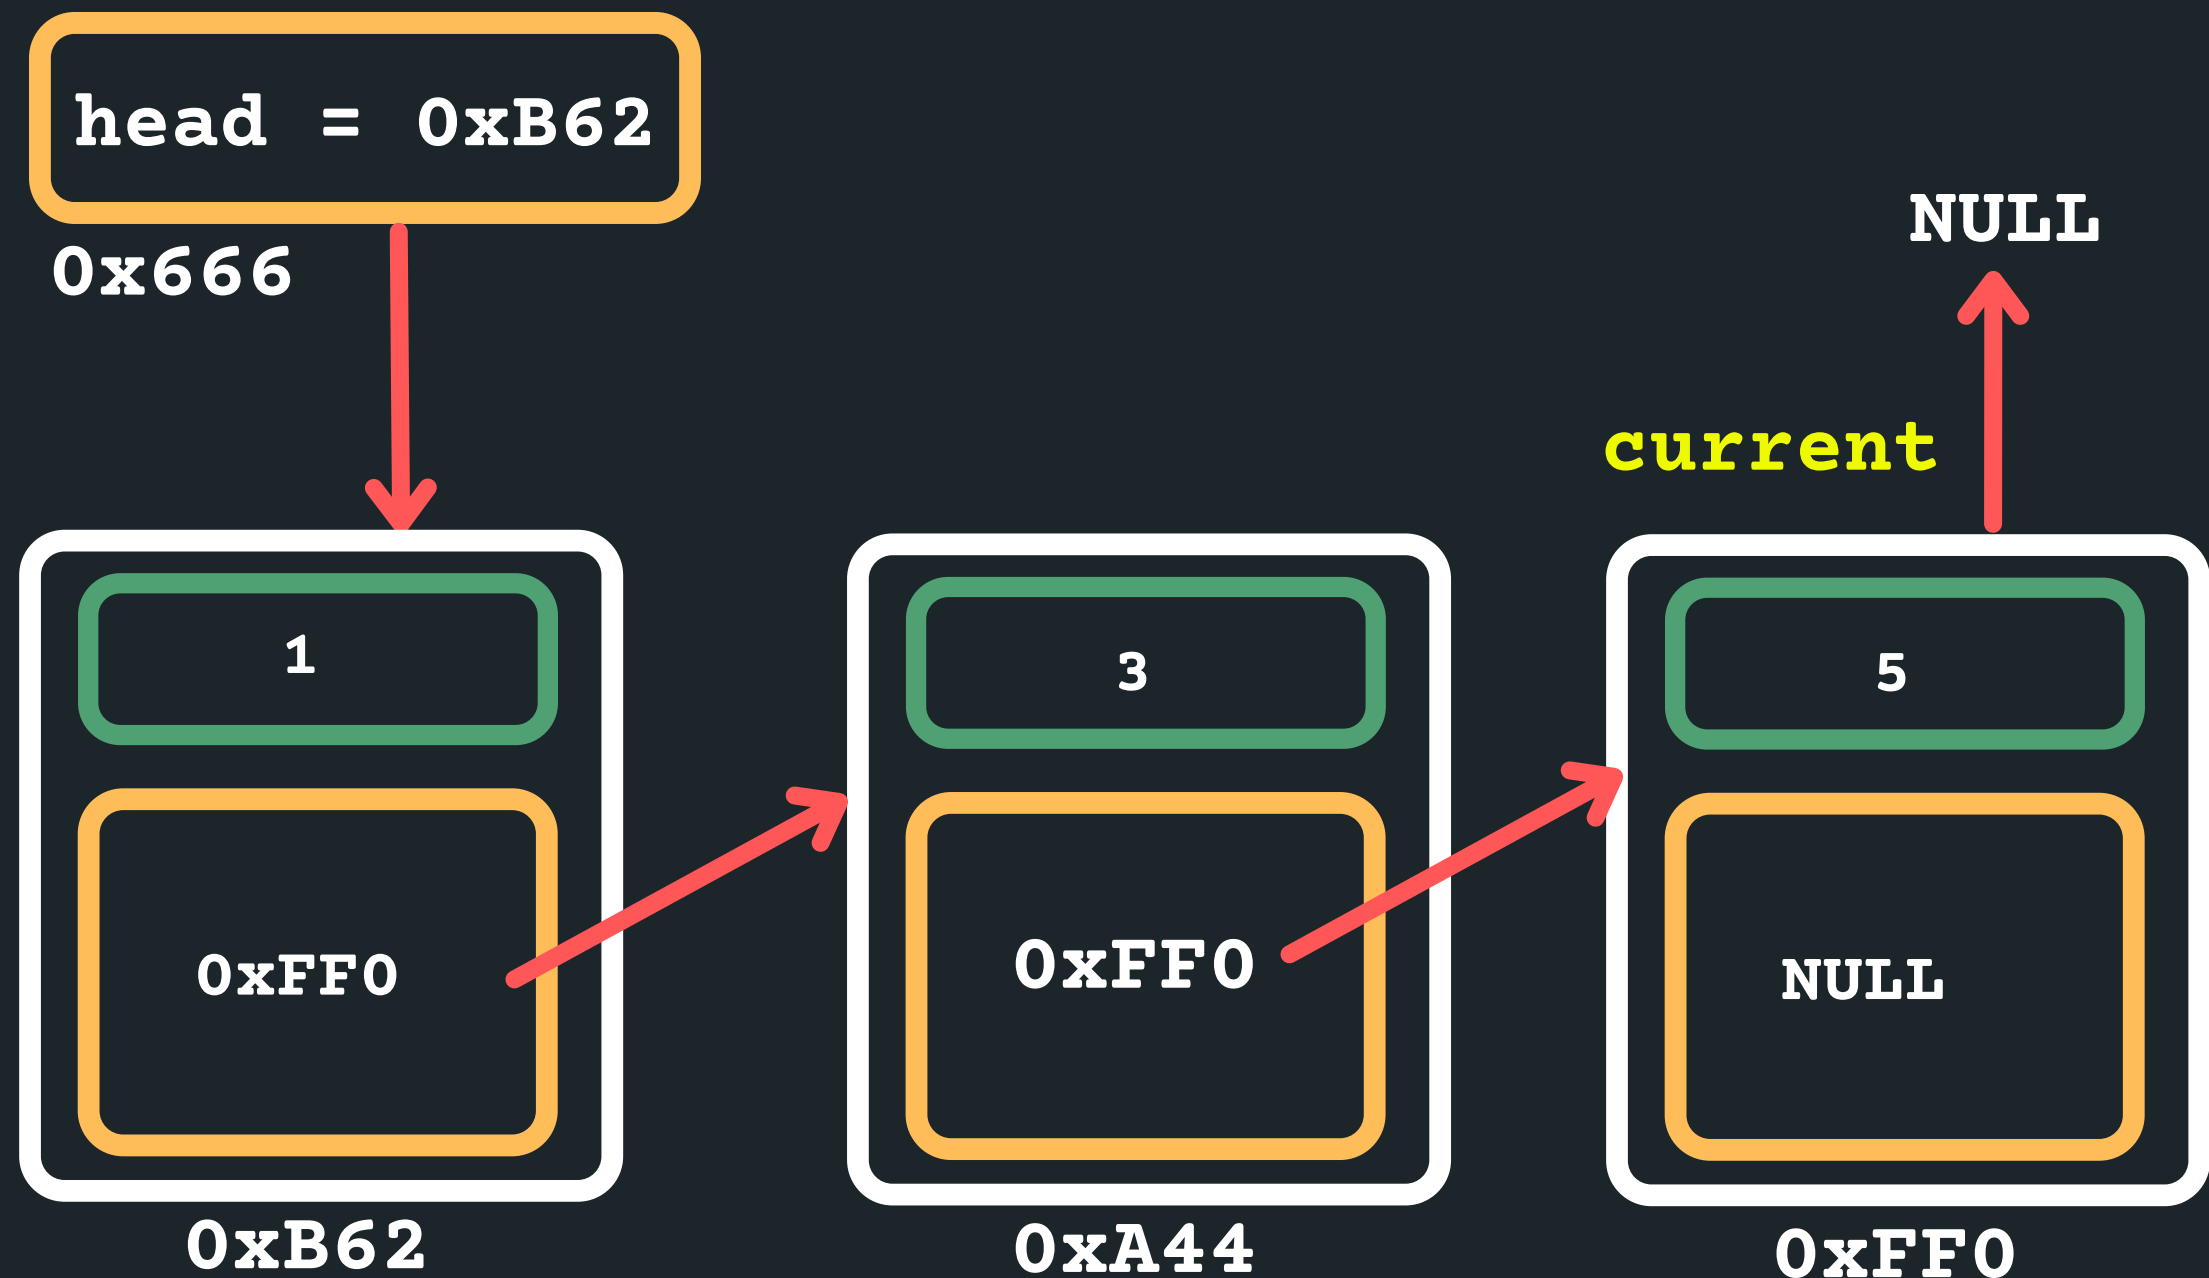 head = 0xB62
0x666
NULL
current
1
3
5
0xFF0
0xFF0
NULL
0xB62
0xA44
0xFF0